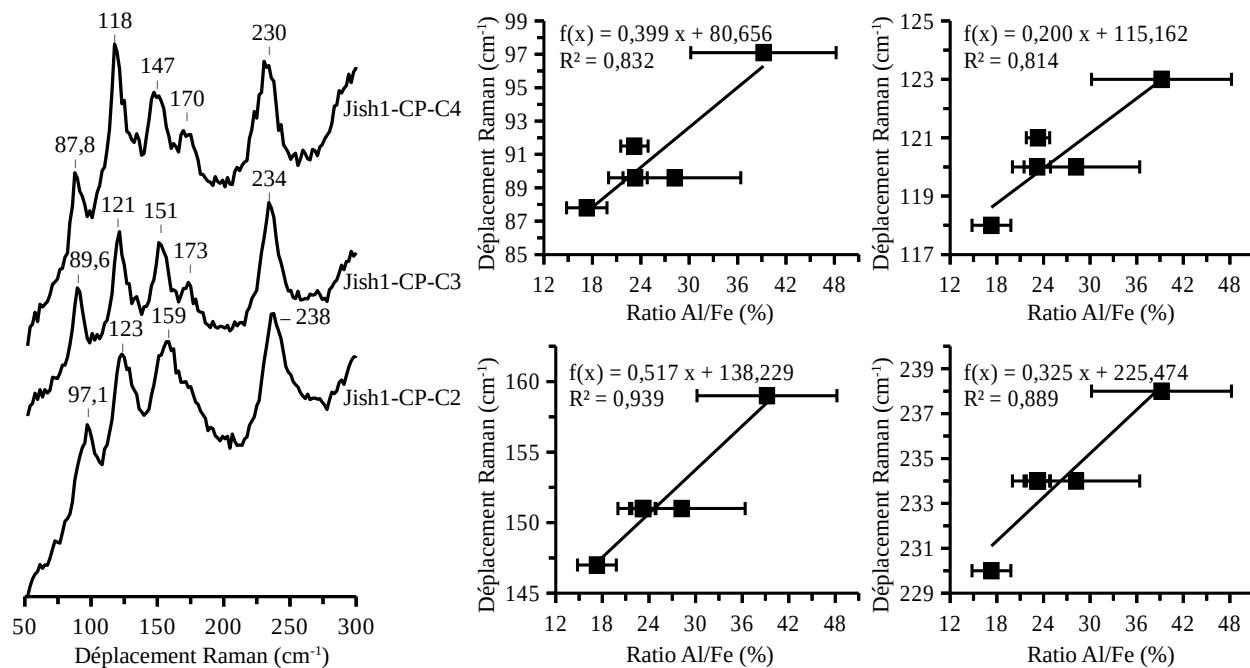 118
147
170
230
87,8
Jish1-CP-C4
121
151
173
234
89,6
Jish1-CP-C3
123
159
– 238
97,1
Jish1-CP-C2
50 100 150 200 250 300
Déplacement Raman (cm-1)
f(x) = 0,399 x + 80,656
R² = 0,832
Déplacement Raman (cm-1)
99
97
95
93
91
89
87
85
12 18 24 30 36 42 48
Ratio Al/Fe (%)
f(x) = 0,200 x + 115,162
R² = 0,814
Déplacement Raman (cm-1)
125
123
121
119
117
12 18 24 30 36 42 48
Ratio Al/Fe (%)
f(x) = 0,517 x + 138,229
R² = 0,939
Déplacement Raman (cm-1)
160
155
150
145
12 18 24 30 36 42 48
Ratio Al/Fe (%)
f(x) = 0,325 x + 225,474
R² = 0,889
Déplacement Raman (cm-1)
239
237
235
233
231
229
12 18 24 30 36 42 48
Ratio Al/Fe (%)